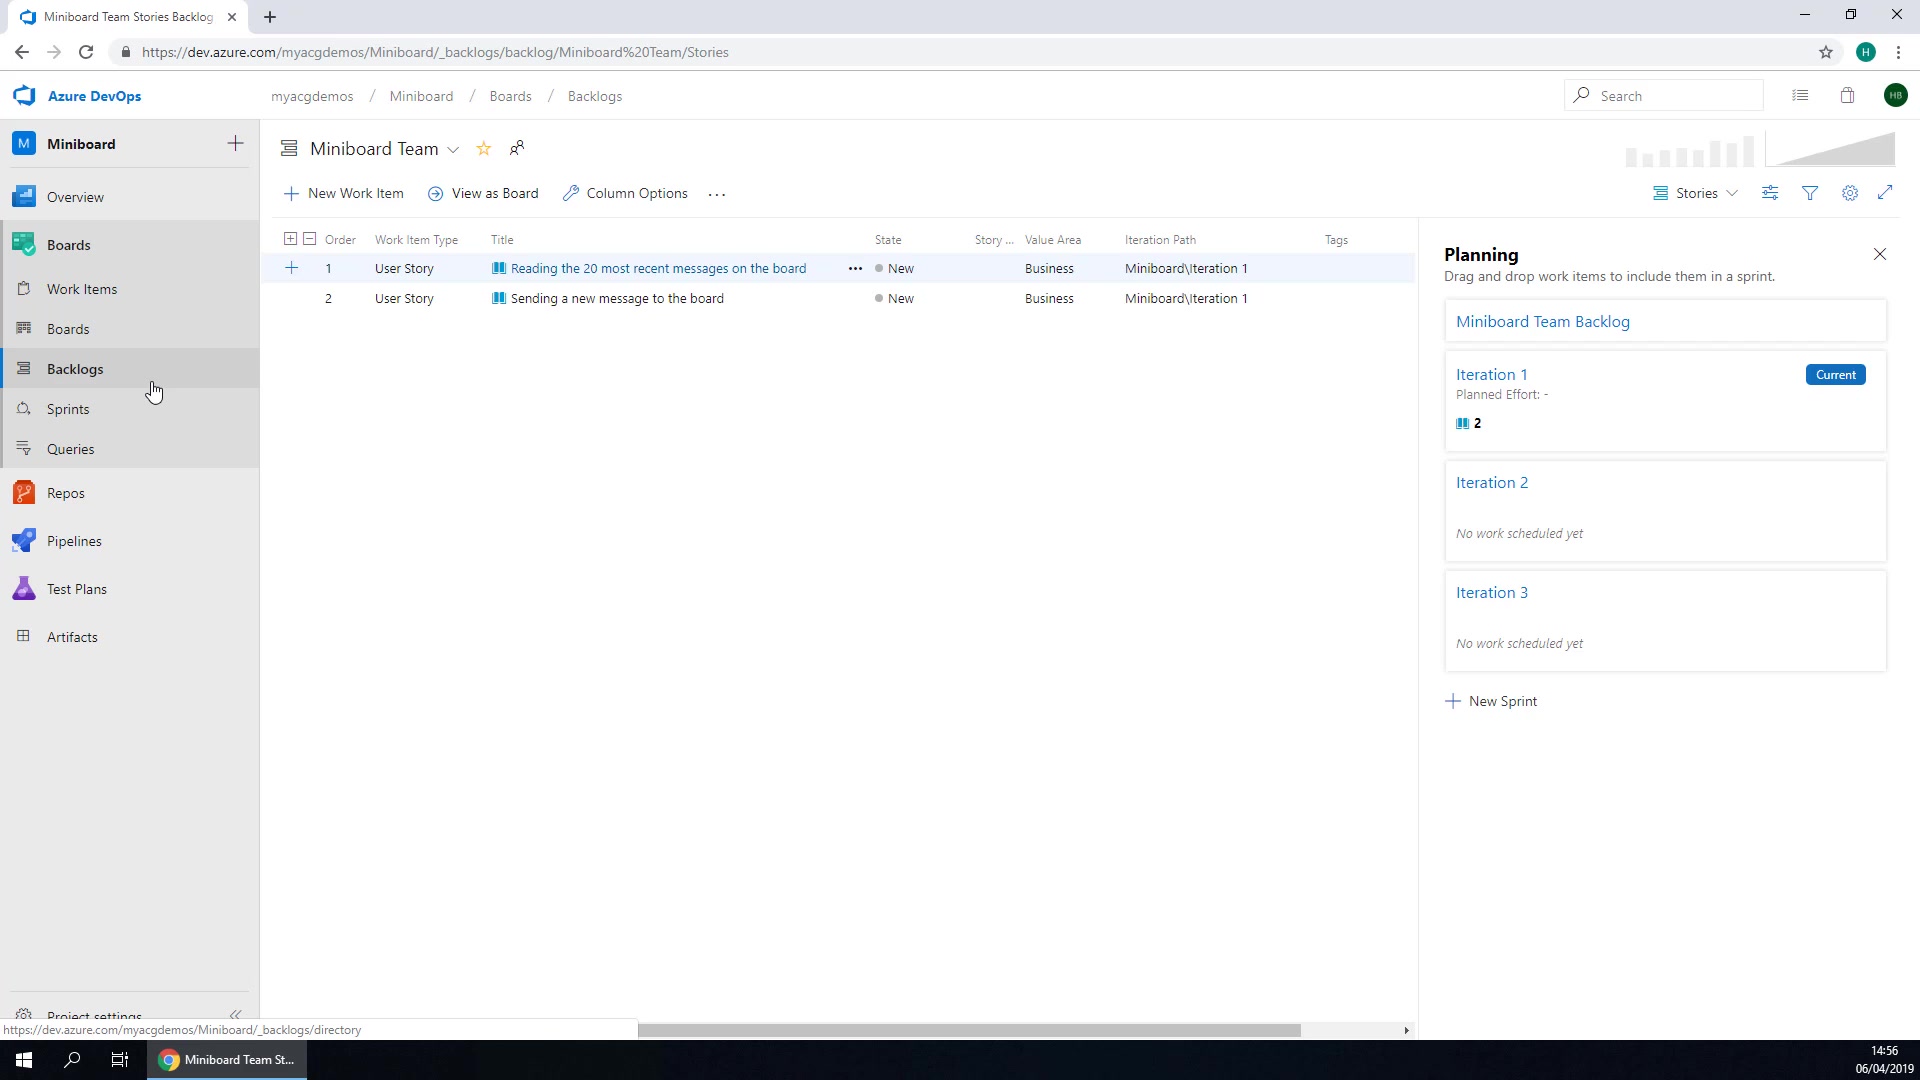 Miniboard Team Stories Backlog
https://dev.azure.com/myacgdemos/Miniboard/_backlogs/backlog/Miniboard%20Team/Stories
H
Azure DevOps
myacgdemos / Miniboard / Boards / Backlogs
Search
HB
M Miniboard
Miniboard Team
Overview
New Work Item View as Board Column Options ...
Stories
Boards
Order Work Item Type Title State Story ... Value Area Iteration Path Tags
1 User Story Reading the 20 most recent messages on the board ... New Business Miniboard\Iteration 1
2 User Story Sending a new message to the board New Business Miniboard\Iteration 1
Work Items
Boards
Backlogs
Sprints
Queries
Repos
Pipelines
Test Plans
Artifacts
Project settings
Planning
Drag and drop work items to include them in a sprint.
Miniboard Team Backlog
Iteration 1 Current
Planned Effort: -
2
Iteration 2
No work scheduled yet
Iteration 3
No work scheduled yet
New Sprint
https://dev.azure.com/myacgdemos/Miniboard/_backlogs/directory
Miniboard Team St...
14:56
06/04/2019